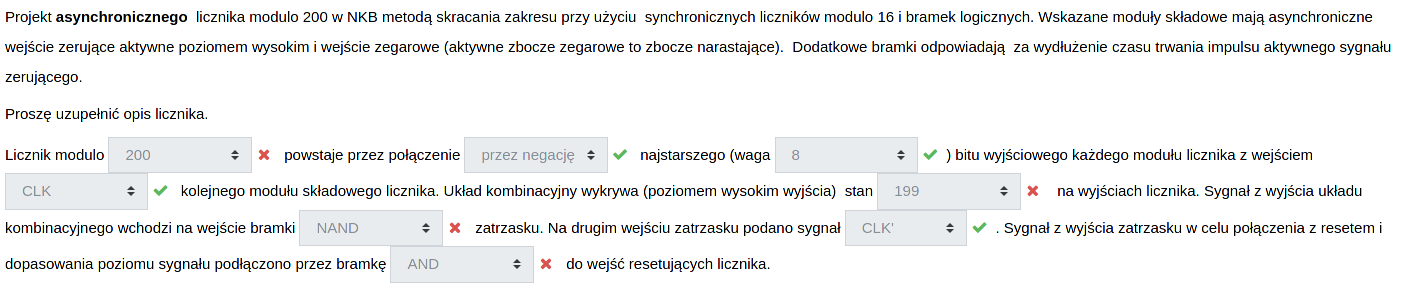 Projekt asynchronicznego licznika modulo 200 w NKB metodą skracania zakresu przy użyciu synchronicznych liczników modulo 16 i bramek logicznych. Wskazane moduły składowe mają asynchroniczne
wejście zerujące aktywne poziomem wysokim i wejście zegarowe (aktywne zbocze zegarowe to zbocze narastające). Dodatkowe bramki odpowiadają za wydłużenie czasu trwania impulsu aktywnego sygnału
zerującego.
Proszę uzupełnić opis licznika.
Licznik modulo 200 powstaje przez połączenie przez negację najstarszego (waga 8 ) bitu wyjściowego każdego modułu licznika z wejściem
CLK kolejnego modułu składowego licznika. Układ kombinacyjny wykrywa (poziomem wysokim wyjścia) stan 199 na wyjściach licznika. Sygnał z wyjścia układu
kombinacyjnego wchodzi na wejście bramki NAND zatrzasku. Na drugim wejściu zatrzasku podano sygnał CLK' . Sygnał z wyjścia zatrzasku w celu połączenia z resetem i
dopasowania poziomu sygnału podłączono przez bramkę AND do wejść resetujących licznika.